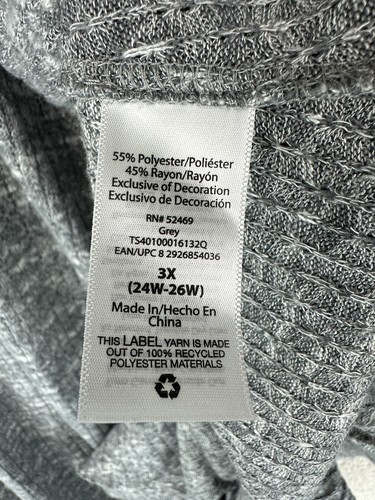 55% Polyester/Poliéster
45% Rayon/Rayón
Exclusive of Decoration
Exclusivo de Decoración
RN# 52469
Grey
TS40100016132Q
EAN/UPC 8 2926854036
3X
(24W-26W)
Made In/Hecho En
China
THIS LABEL YARN IS MADE
OUT OF 100% RECYCLED
POLYESTER MATERIALS